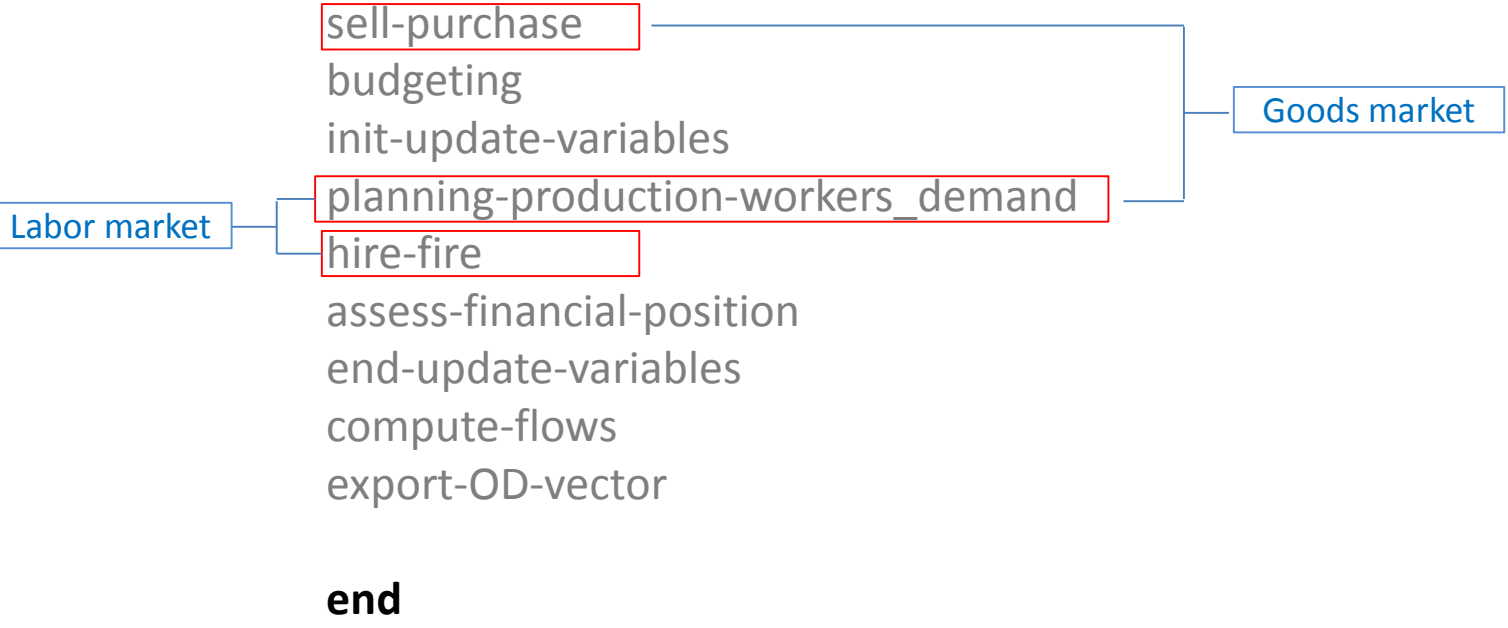 sell-purchase
budgeting
Goods market
init-update-variables
planning-production-workers_demand
Labor market
hire-fire
assess-financial-position
end-update-variables
compute-flows
export-OD-vector
end